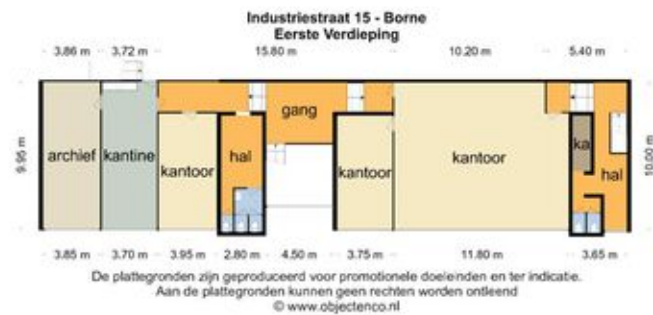 Industriestraat 15 - Borne
Eerste Verdieping
3.86 m 3.72 m 15.80 m 10.20 m 5.40 m
9.95 m
10.00 m
gang
archief
kantine
kantoor
hal
kantoor
kantoor
ka
hal
3.85 m 3.70 m 3.95 m 2.80 m 4.50 m 3.75 m 11.80 m 3.65 m
De plattegronden zijn geproduceerd voor promotionele doeleinden en ter indicatie.
Aan de plattegronden kunnen geen rechten worden ontleend
© www.objectenco.nl